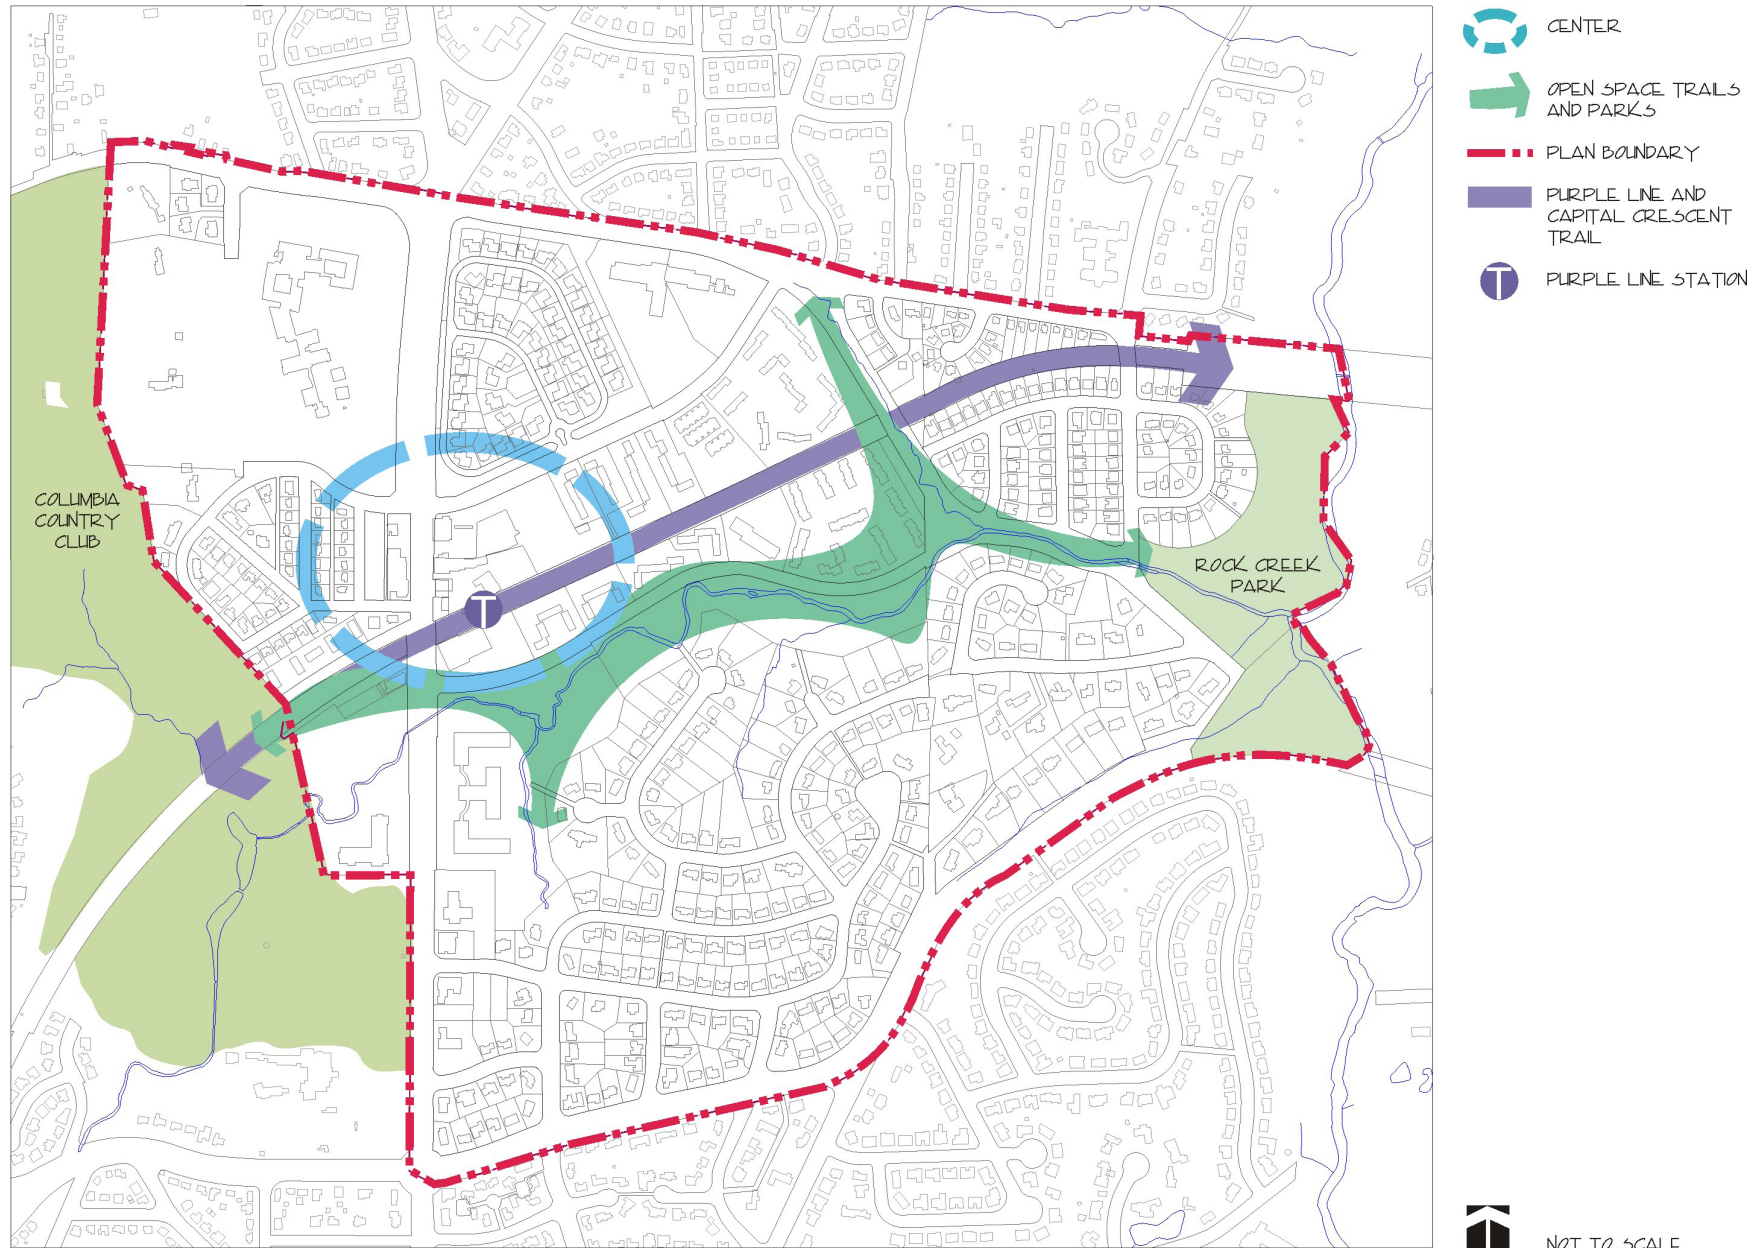 CENTER
OPEN SPACE TRAILS
AND PARKS
PLAN BOUNDARY
PURPLE LINE AND
CAPITAL CRESCENT
TRAIL
T
PURPLE LINE STATION
COLUMBIA
COUNTRY
CLUB
ROCK CREEK
PARK
T
NOT TO SCALE